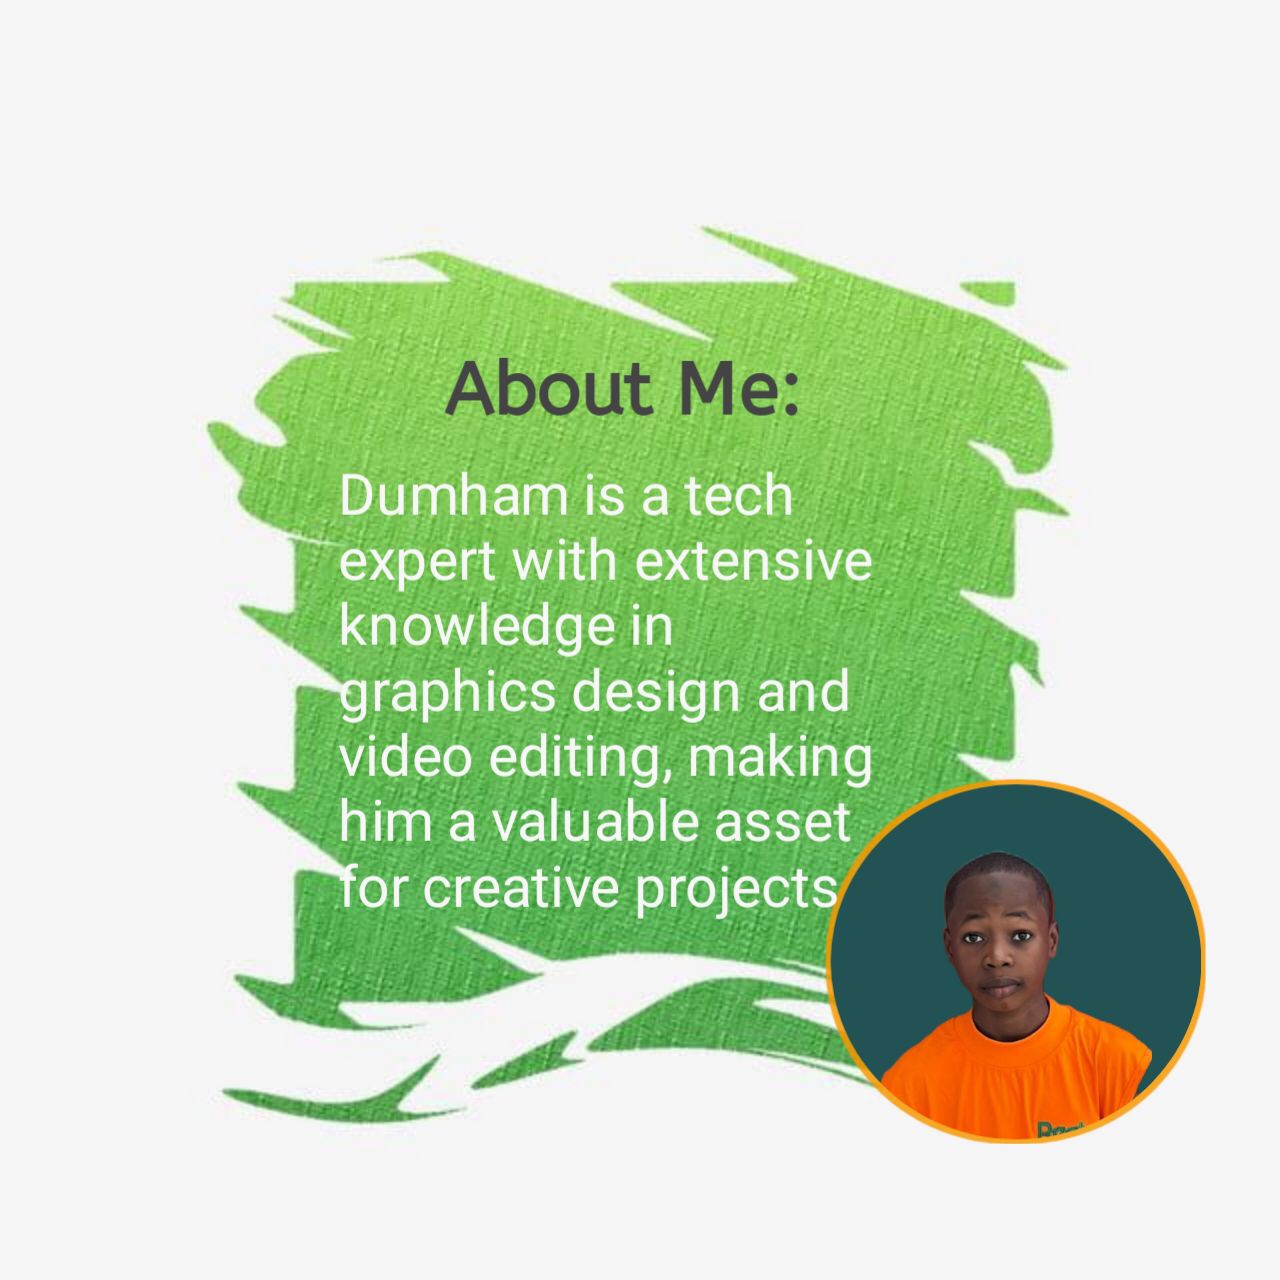 About Me:
Dumham is a tech
expert with extensive
knowledge in
graphics design and
video editing, making
him a valuable asset
for creative projects